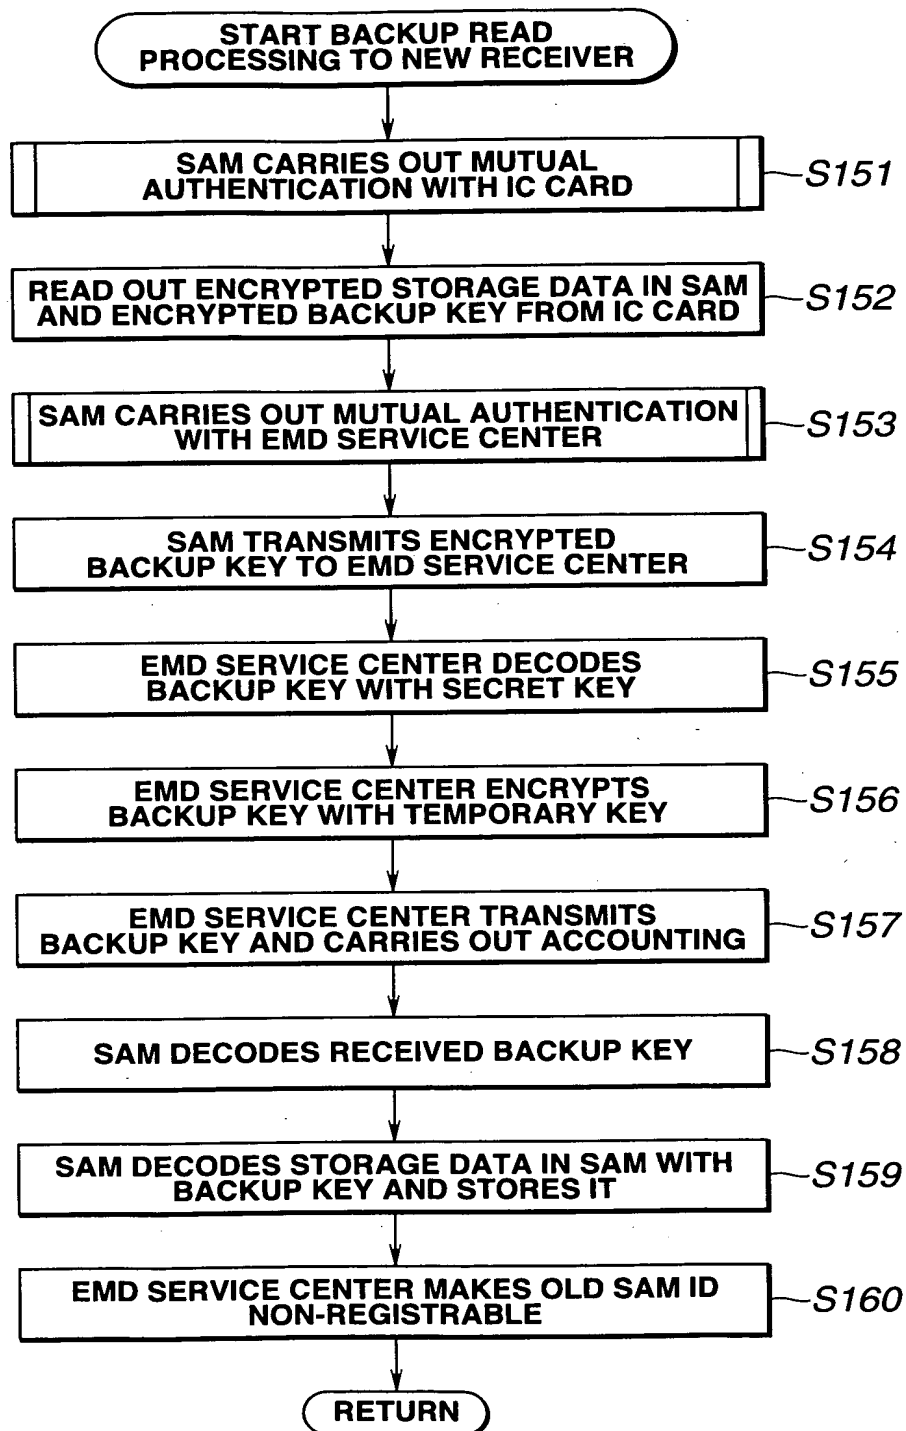 START BACKUP READ
PROCESSING TO NEW RECEIVER
SAM CARRIES OUT MUTUAL
AUTHENTICATION WITH IC CARD
S151
READ OUT ENCRYPTED STORAGE DATA IN SAM
AND ENCRYPTED BACKUP KEY FROM IC CARD
S152
SAM CARRIES OUT MUTUAL AUTHENTICATION
WITH EMD SERVICE CENTER
S153
SAM TRANSMITS ENCRYPTED
BACKUP KEY TO EMD SERVICE CENTER
S154
EMD SERVICE CENTER DECODES
BACKUP KEY WITH SECRET KEY
S155
EMD SERVICE CENTER ENCRYPTS
BACKUP KEY WITH TEMPORARY KEY
S156
EMD SERVICE CENTER TRANSMITS
BACKUP KEY AND CARRIES OUT ACCOUNTING
S157
SAM DECODES RECEIVED BACKUP KEY
S158
SAM DECODES STORAGE DATA IN SAM WITH
BACKUP KEY AND STORES IT
S159
EMD SERVICE CENTER MAKES OLD SAM ID
NON-REGISTRABLE
S160
RETURN